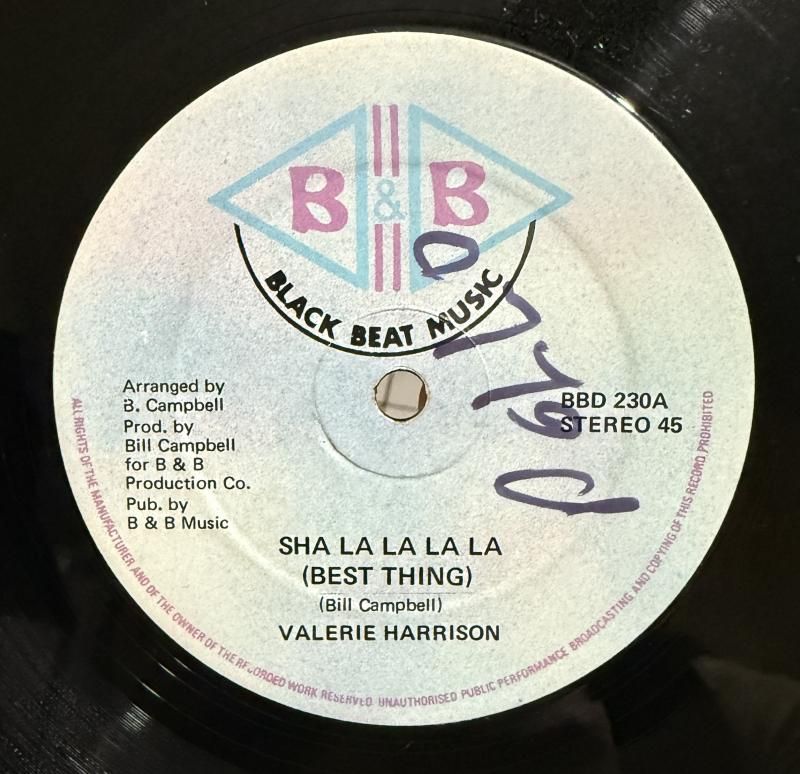 B & B
BLACK BEAT MUSIC
Arranged by
B. Campbell
Prod. by
Bill Campbell
for B & B
Production Co.
Pub. by
B & B Music
BBD 230A
STEREO 45
SHA LA LA LA LA
(BEST THING)
(Bill Campbell)
VALERIE HARRISON
ALL RIGHTS OF THE MANUFACTURER AND OF THE OWNER OF THE RECORDED WORK RESERVED. UNAUTHORISED PUBLIC PERFORMANCE BROADCASTING AND COPYING OF THIS RECORD PROHIBITED